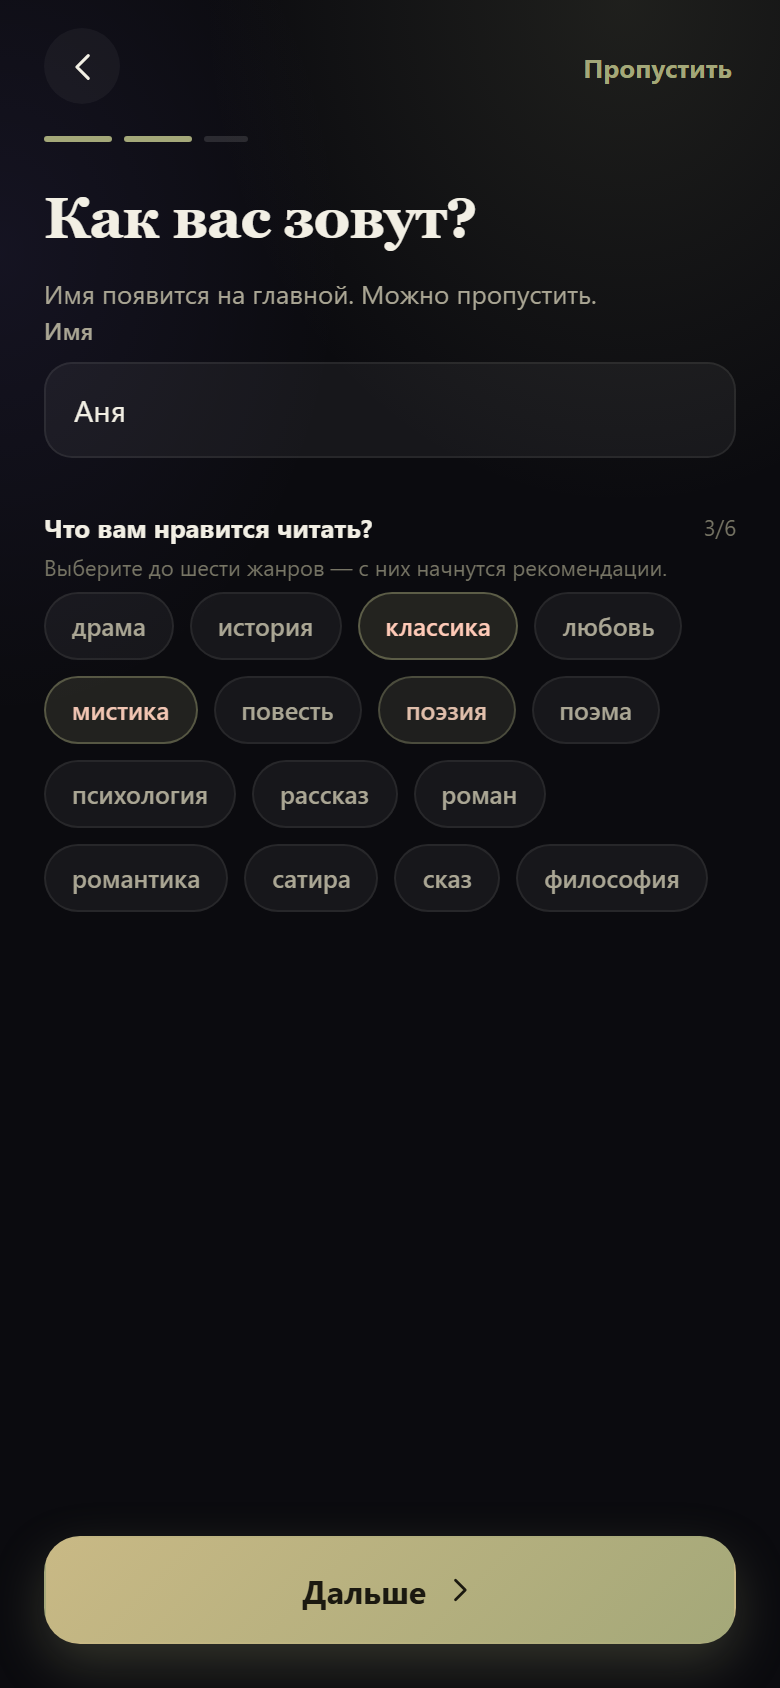 Пропустить
Как вас зовут?
Имя появится на главной. Можно пропустить.
Имя
Аня
Что вам нравится читать? 3/6
Выберите до шести жанров — с них начнутся рекомендации.
драма история классика любовь
мистика повесть поэзия поэма
психология рассказ роман
романтика сатира сказ философия
Дальше